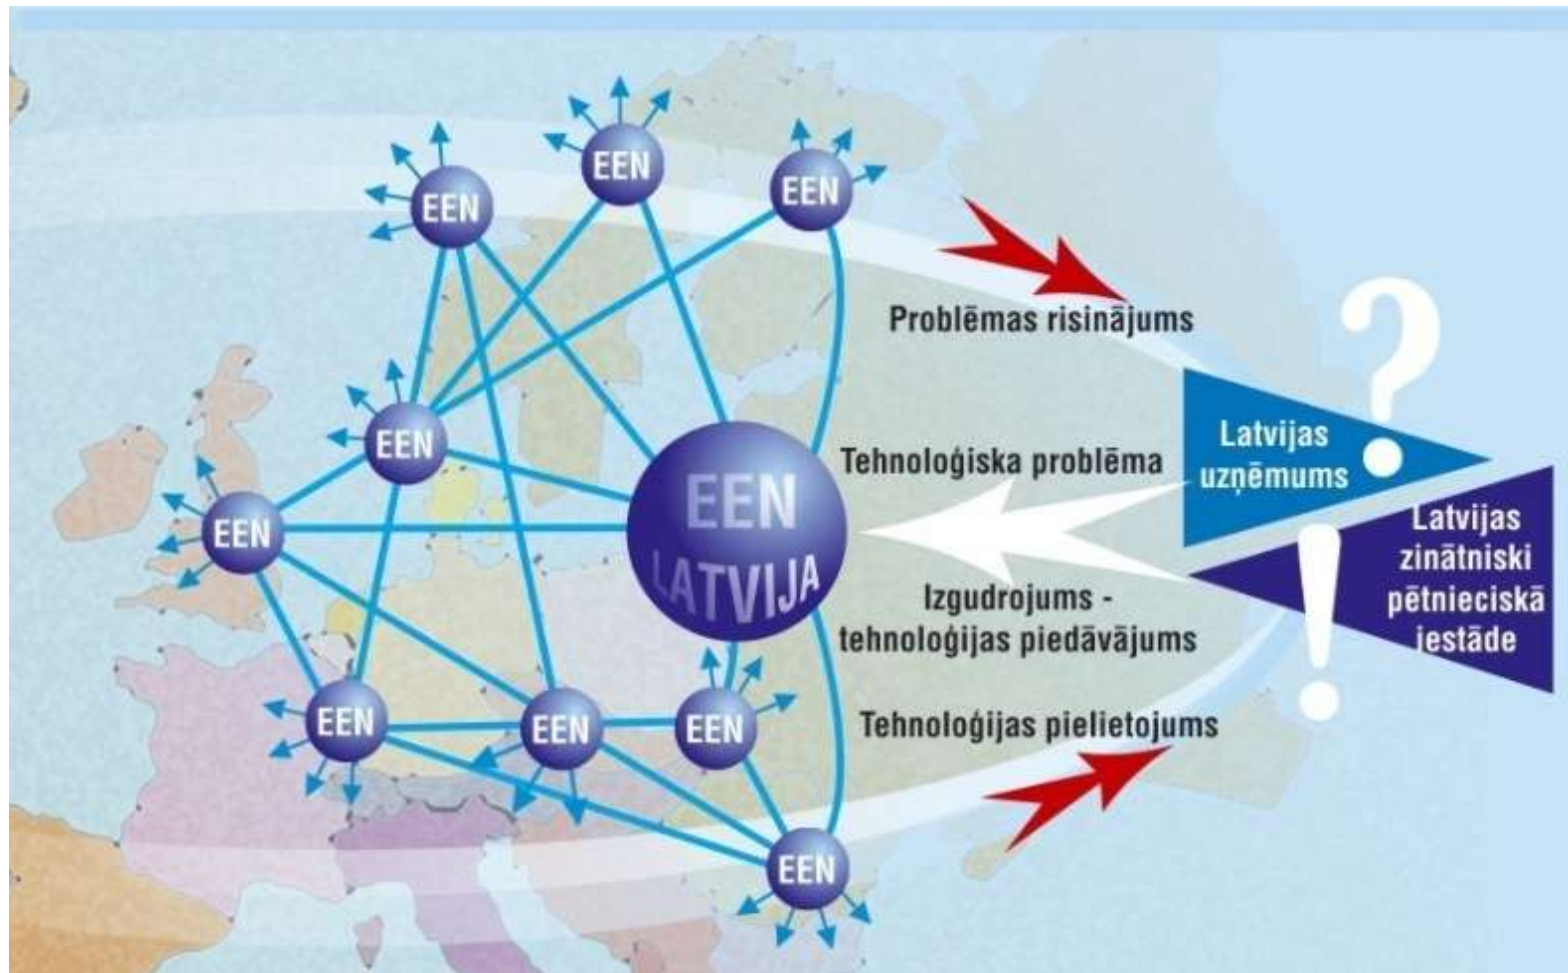 EEN
EEN
EEN
Problēmas risinājums
EEN
EEN
EEN
LATVIJA
Tehnoloģiska problēma
Latvijas
uzņēmums
Izgudrojums -
tehnoloģijas piedāvājums
Latvijas
zinātniski
pētnieciskā
iestāde
EEN
EEN
EEN
Tehnoloģijas pielietojums
EEN
?
!